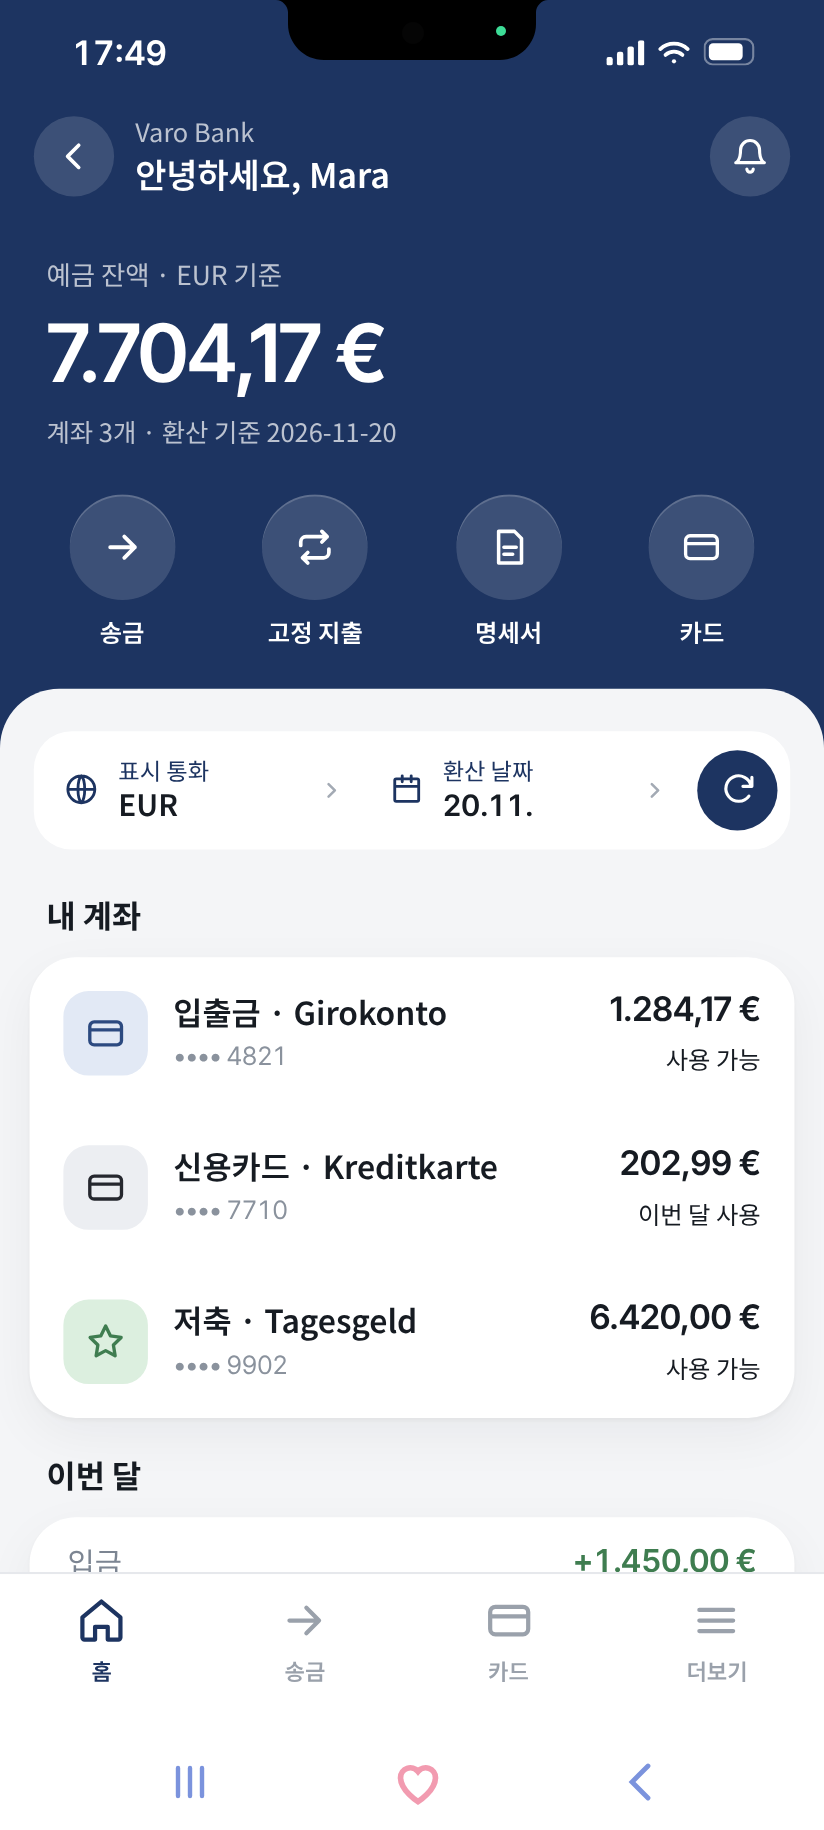 17:49
Varo Bank
안녕하세요, Mara
예금 잔액 · EUR 기준
7.704,17 €
계좌 3개 · 환산 기준 2026-11-20
송금 고정 지출 명세서 카드
표시 통화 환산 날짜
EUR 20.11.
내 계좌
입출금 · Girokonto 1.284,17 €
•••• 4821 사용 가능
신용카드 · Kreditkarte 202,99 €
•••• 7710 이번 달 사용
저축 · Tagesgeld 6.420,00 €
•••• 9902 사용 가능
이번 달
입금 +1.450,00 €
홈 송금 카드 더보기